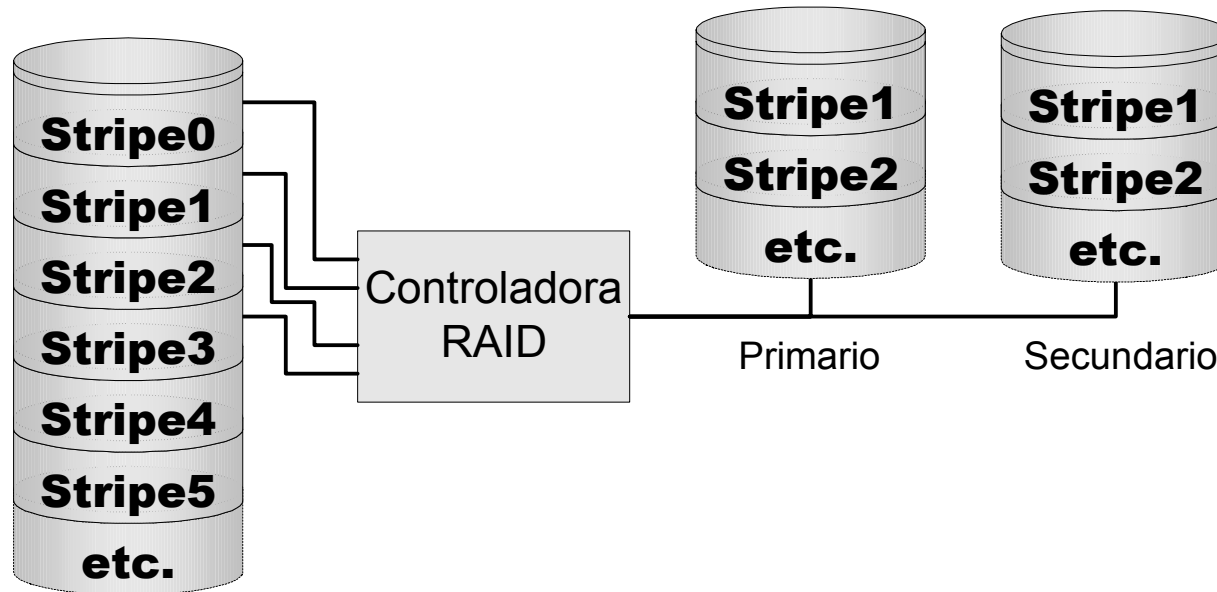 Stripe0
Stripe1
Stripe2
Stripe3
Stripe4
Stripe5
etc.
Controladora
RAID
Stripe1
Stripe2
etc.
Primario
Stripe1
Stripe2
etc.
Secundario